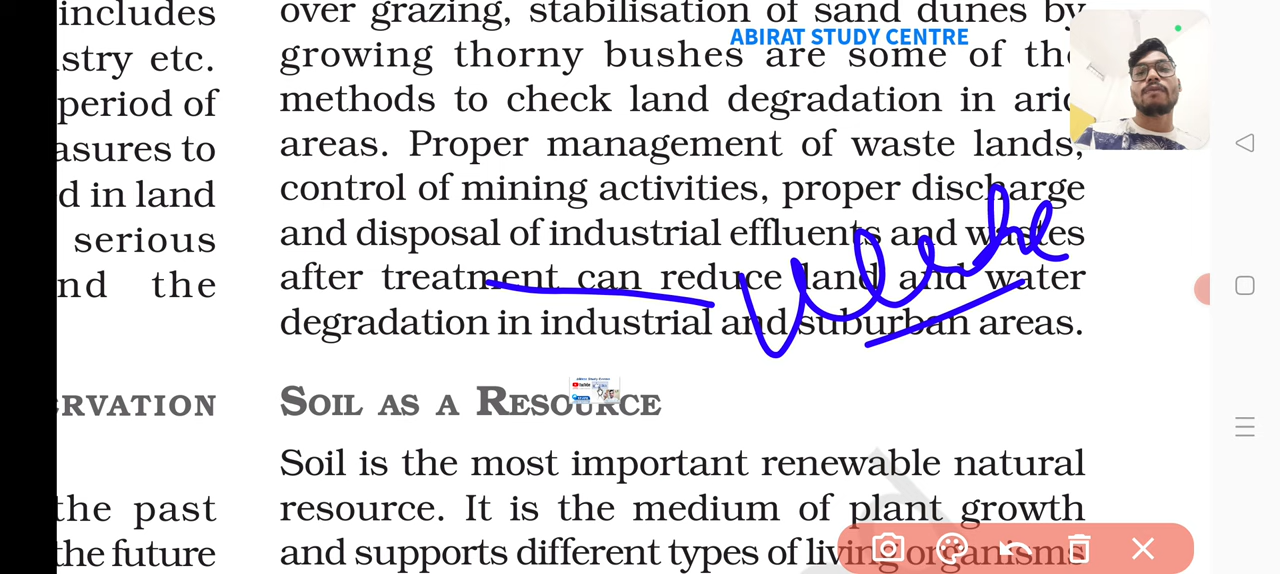 includes
stry etc.
period of
asures to
d in land
serious
nd the
RVATION
the past
the future
over grazing, stabilisation of sand dunes by
ABIRAT STUDY CENTRE
growing thorny bushes are some of the
methods to check land degradation in arid
areas. Proper management of waste lands,
control of mining activities, proper discharge
and disposal of industrial effluents and wastes
after treatment can reduce land and water
degradation in industrial and suburban areas.
SOIL AS A RESOURCE
Soil is the most important renewable natural
resource. It is the medium of plant growth
and supports different types of living organisms